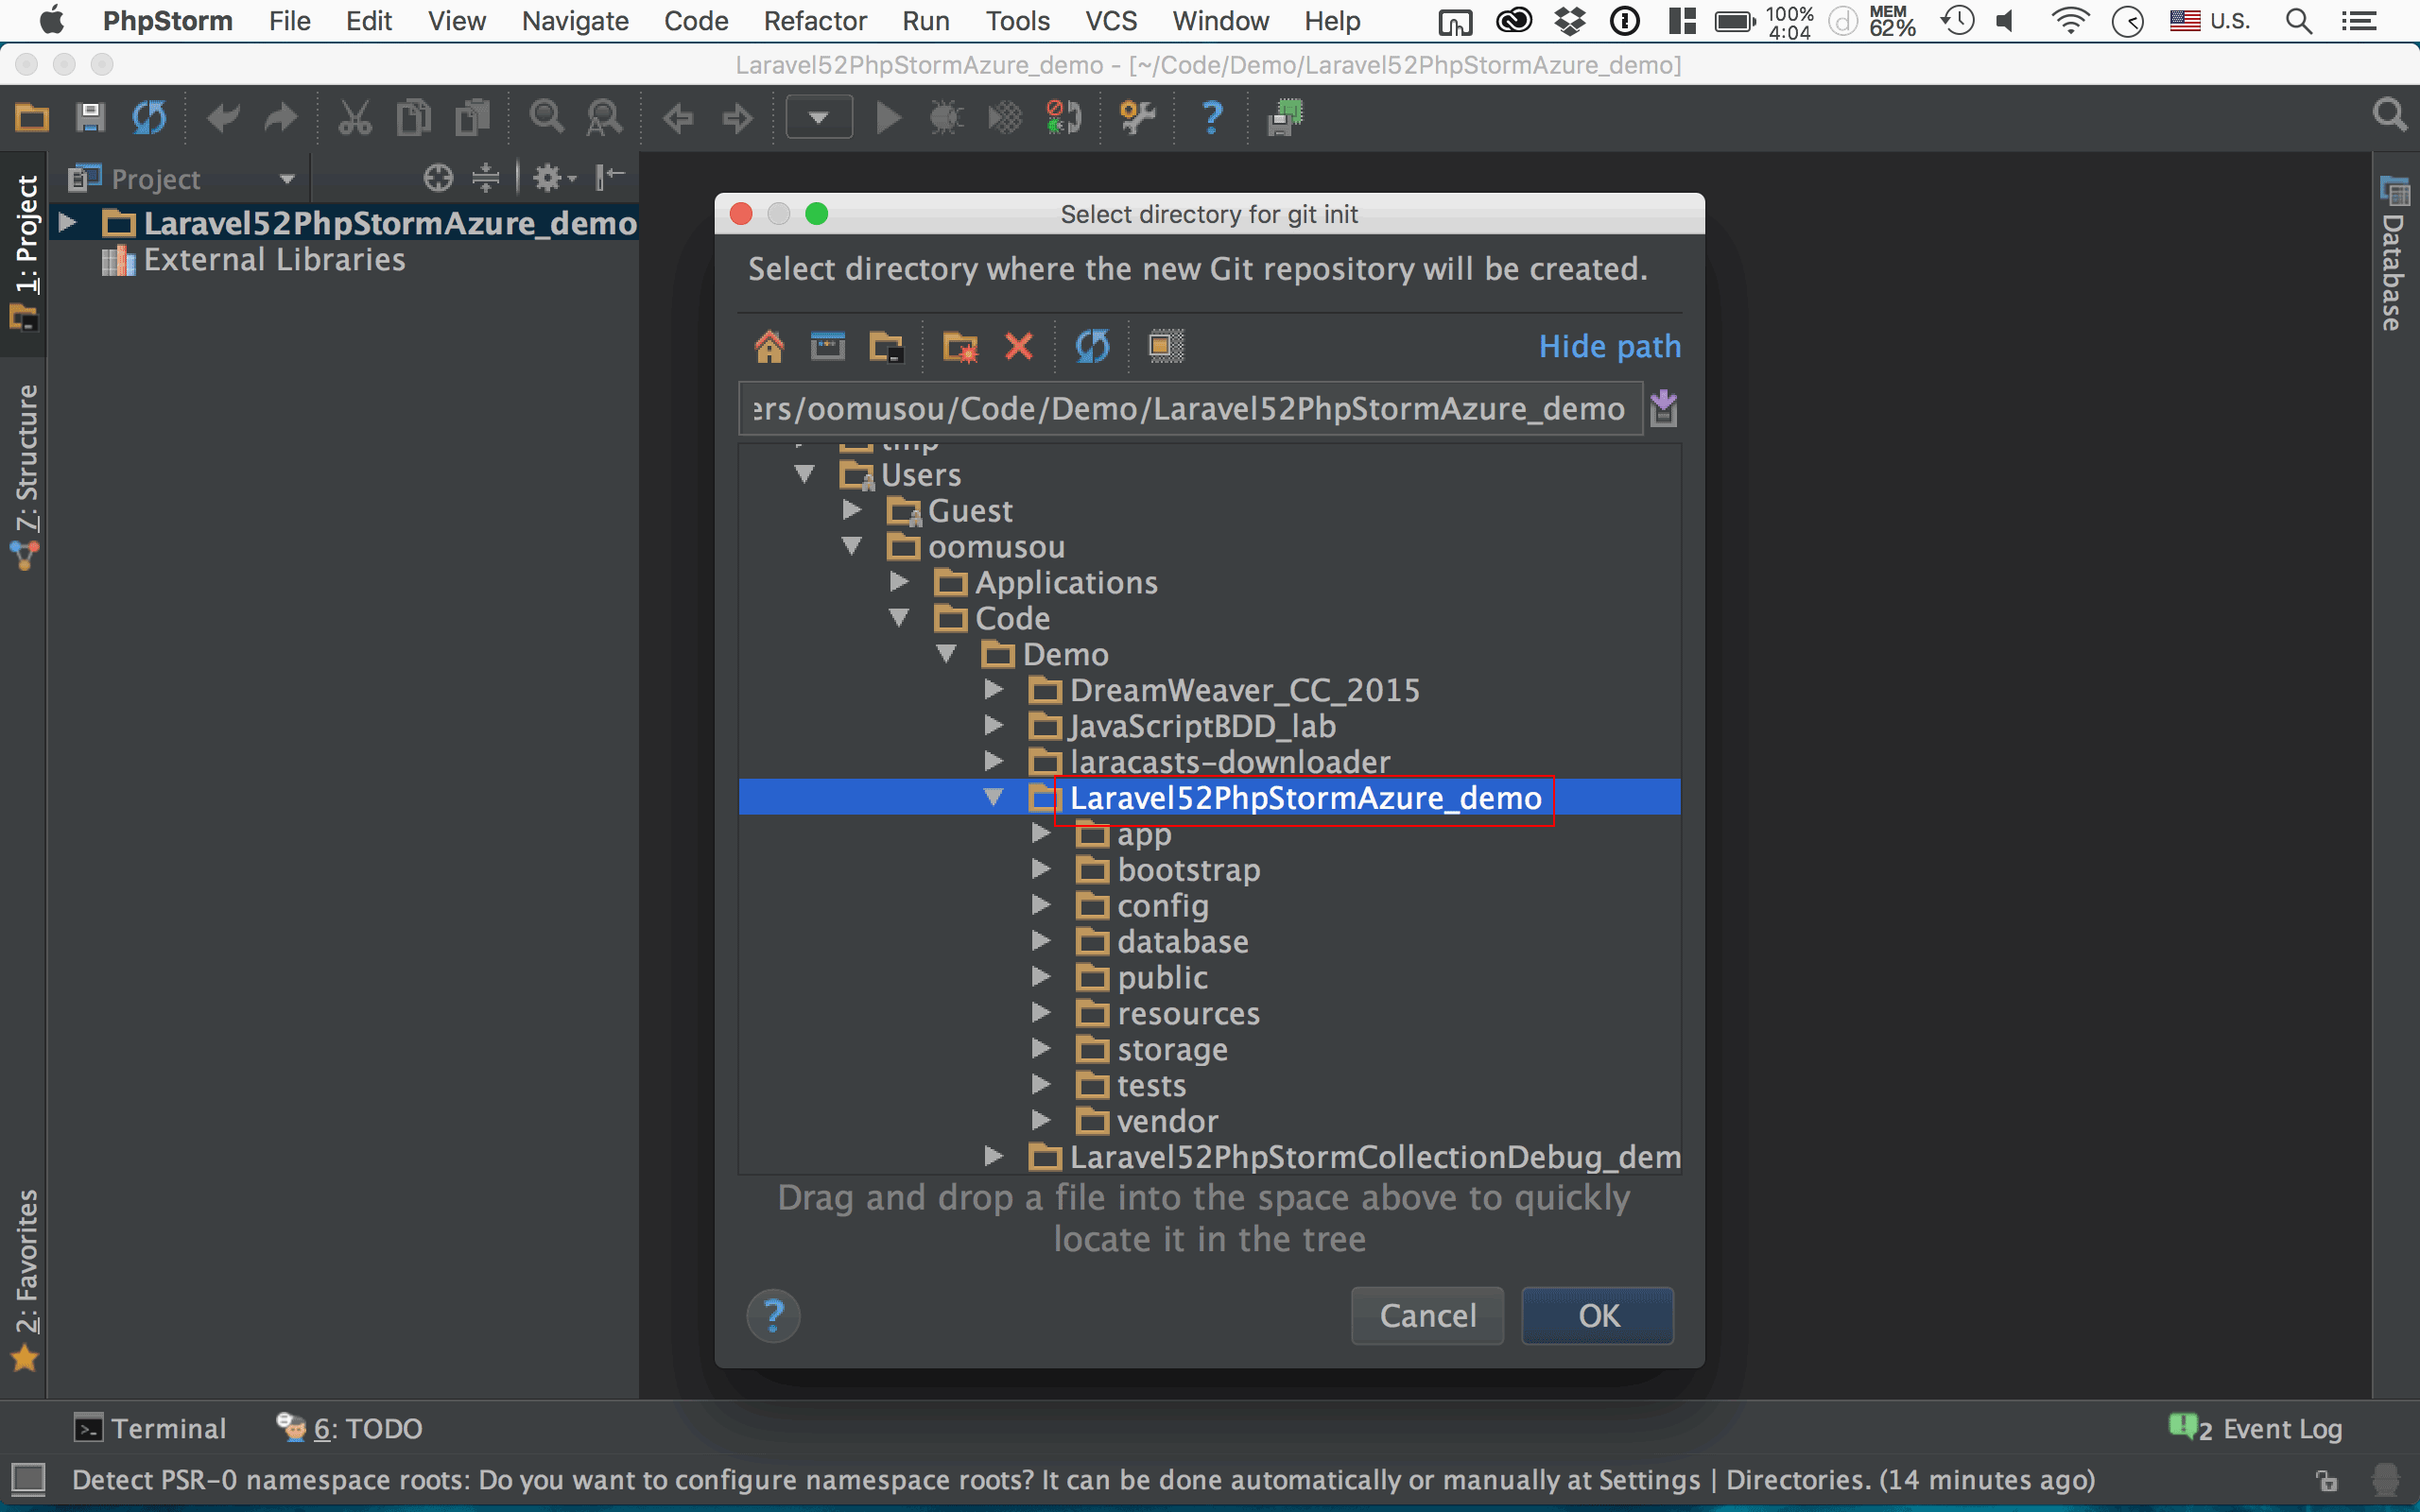 PhpStorm File Edit View Navigate Code Refactor Run Tools VCS Window Help 100% 4:04 MEM 62% U.S.
Laravel52PhpStormAzure_demo - [~/Code/Demo/Laravel52PhpStormAzure_demo]
1: Project
7: Structure
2: Favorites
Project
Laravel52PhpStormAzure_demo
External Libraries
Select directory for git init
Select directory where the new Git repository will be created.
Hide path
ers/oomusou/Code/Demo/Laravel52PhpStormAzure_demo
tmp
Users
Guest
oomusou
Applications
Code
Demo
DreamWeaver_CC_2015
JavaScriptBDD_lab
laracasts-downloader
Laravel52PhpStormAzure_demo
app
bootstrap
config
database
public
resources
storage
tests
vendor
Laravel52PhpStormCollectionDebug_dem
Drag and drop a file into the space above to quickly
locate it in the tree
? Cancel OK
Database
Terminal 6: TODO 2 Event Log
Detect PSR-0 namespace roots: Do you want to configure namespace roots? It can be done automatically or manually at Settings | Directories. (14 minutes ago)